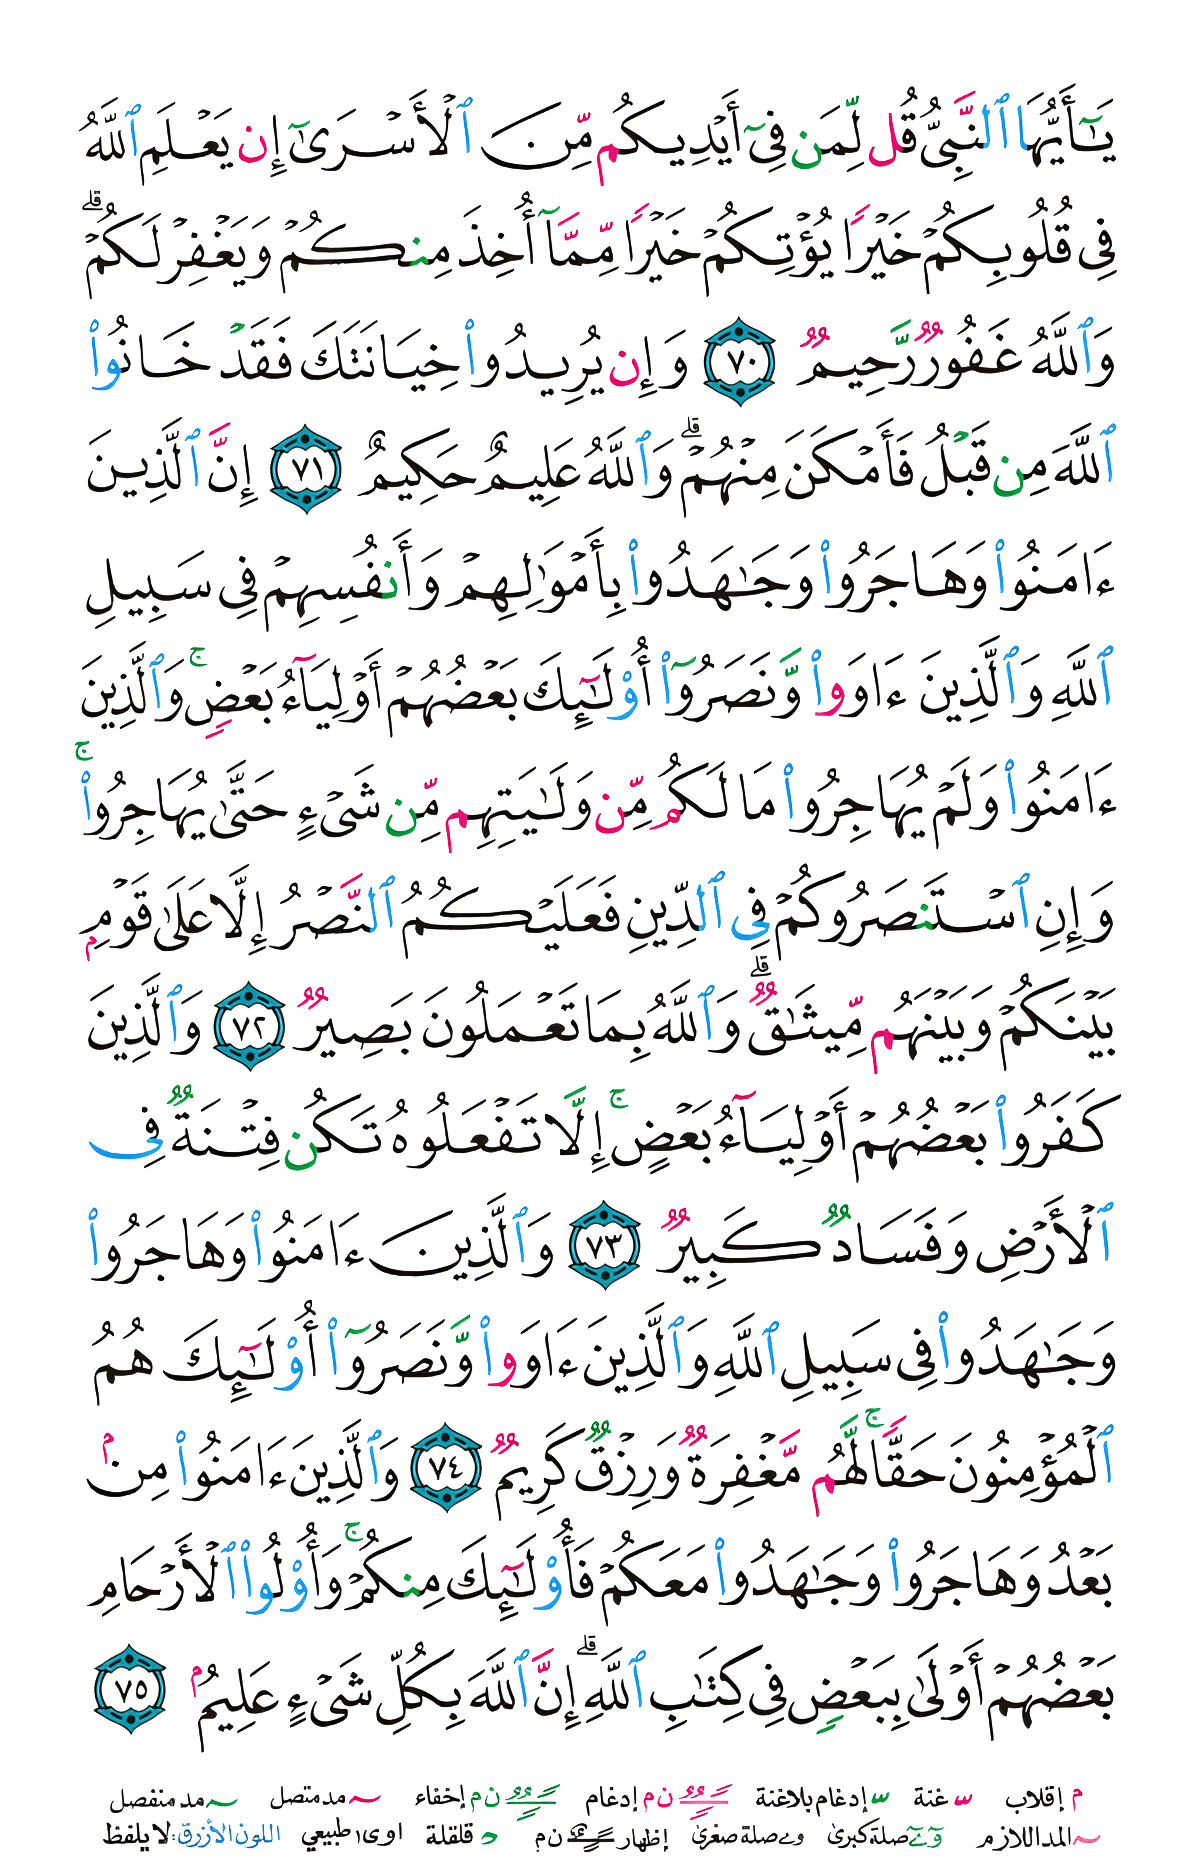 يَـٰٓأَيُّهَا ٱلنَّبِىُّ قُل لِّمَن فِىٓ أَيْدِيكُم مِّنَ ٱلْأَسْرَىٰٓ إِن يَعْلَمِ ٱللَّهُ
فِى قُلُوبِكُمْ خَيْرًا يُؤْتِكُمْ خَيْرًا مِّمَّآ أُخِذَ مِنكُمْ وَيَغْفِرْ لَكُمْ ۗ
وَٱللَّهُ غَفُورٌ رَّحِيمٌ ٧٠ وَإِن يُرِيدُوا۟ خِيَانَتَكَ فَقَدْ خَانُوا۟
ٱللَّهَ مِن قَبْلُ فَأَمْكَنَ مِنْهُمْ ۗ وَٱللَّهُ عَلِيمٌ حَكِيمٌ ٧١ إِنَّ ٱلَّذِينَ
ءَامَنُوا۟ وَهَاجَرُوا۟ وَجَـٰهَدُوا۟ بِأَمْوَٰلِهِمْ وَأَنفُسِهِمْ فِى سَبِيلِ
ٱللَّهِ وَٱلَّذِينَ ءَاوَوا۟ وَّنَصَرُوٓا۟ أُو۟لَـٰٓئِكَ بَعْضُهُمْ أَوْلِيَآءُ بَعْضٍ ۚ وَٱلَّذِينَ
ءَامَنُوا۟ وَلَمْ يُهَاجِرُوا۟ مَا لَكُم مِّن وَلَـٰيَتِهِم مِّن شَىْءٍ حَتَّىٰ يُهَاجِرُوا۟ ۚ
وَإِنِ ٱسْتَنصَرُوكُمْ فِى ٱلدِّينِ فَعَلَيْكُمُ ٱلنَّصْرُ إِلَّا عَلَىٰ قَوْمٍۭ
بَيْنَكُمْ وَبَيْنَهُم مِّيثَـٰقٌ ۗ وَٱللَّهُ بِمَا تَعْمَلُونَ بَصِيرٌ ٧٢ وَٱلَّذِينَ
كَفَرُوا۟ بَعْضُهُمْ أَوْلِيَآءُ بَعْضٍ ۚ إِلَّا تَفْعَلُوهُ تَكُن فِتْنَةٌ فِى
ٱلْأَرْضِ وَفَسَادٌ كَبِيرٌ ٧٣ وَٱلَّذِينَ ءَامَنُوا۟ وَهَاجَرُوا۟
وَجَـٰهَدُوا۟ فِى سَبِيلِ ٱللَّهِ وَٱلَّذِينَ ءَاوَوا۟ وَّنَصَرُوٓا۟ أُو۟لَـٰٓئِكَ هُمُ
ٱلْمُؤْمِنُونَ حَقًّا ۚ لَّهُم مَّغْفِرَةٌ وَرِزْقٌ كَرِيمٌ ٧٤ وَٱلَّذِينَ ءَامَنُوا۟ مِنۢ
بَعْدُ وَهَاجَرُوا۟ وَجَـٰهَدُوا۟ مَعَكُمْ فَأُو۟لَـٰٓئِكَ مِنكُمْ ۚ وَأُو۟لُوا۟ ٱلْأَرْحَامِ
بَعْضُهُمْ أَوْلَىٰ بِبَعْضٍ فِى كِتَـٰبِ ٱللَّهِ ۗ إِنَّ ٱللَّهَ بِكُلِّ شَىْءٍ عَلِيمٌۢ ٧٥
م إقلاب غنة إدغام بلاغنة ن م إدغام ن م إخفاء مد متصل مد منفصل
المد اللازم و ے صلة كبرى و ے صلة صغرى إظهار ن م قلقلة اوى١ طبيعي اللون الأزرق: لا يلفظ